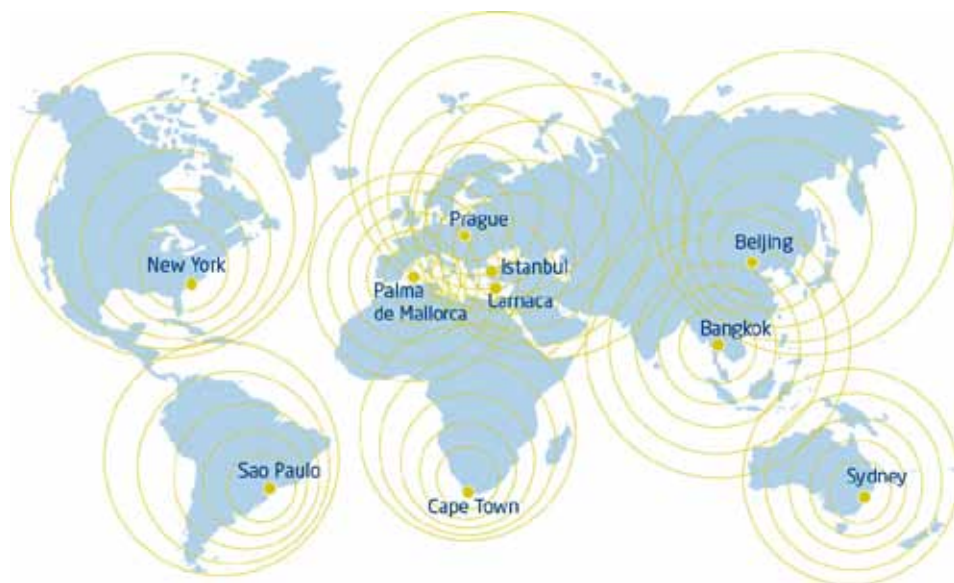 Prague
Beijing
New York
Istanbul
Palma
de Mallorca
Larnaca
Bangkok
Sao Paulo
Sydney
Cape Town